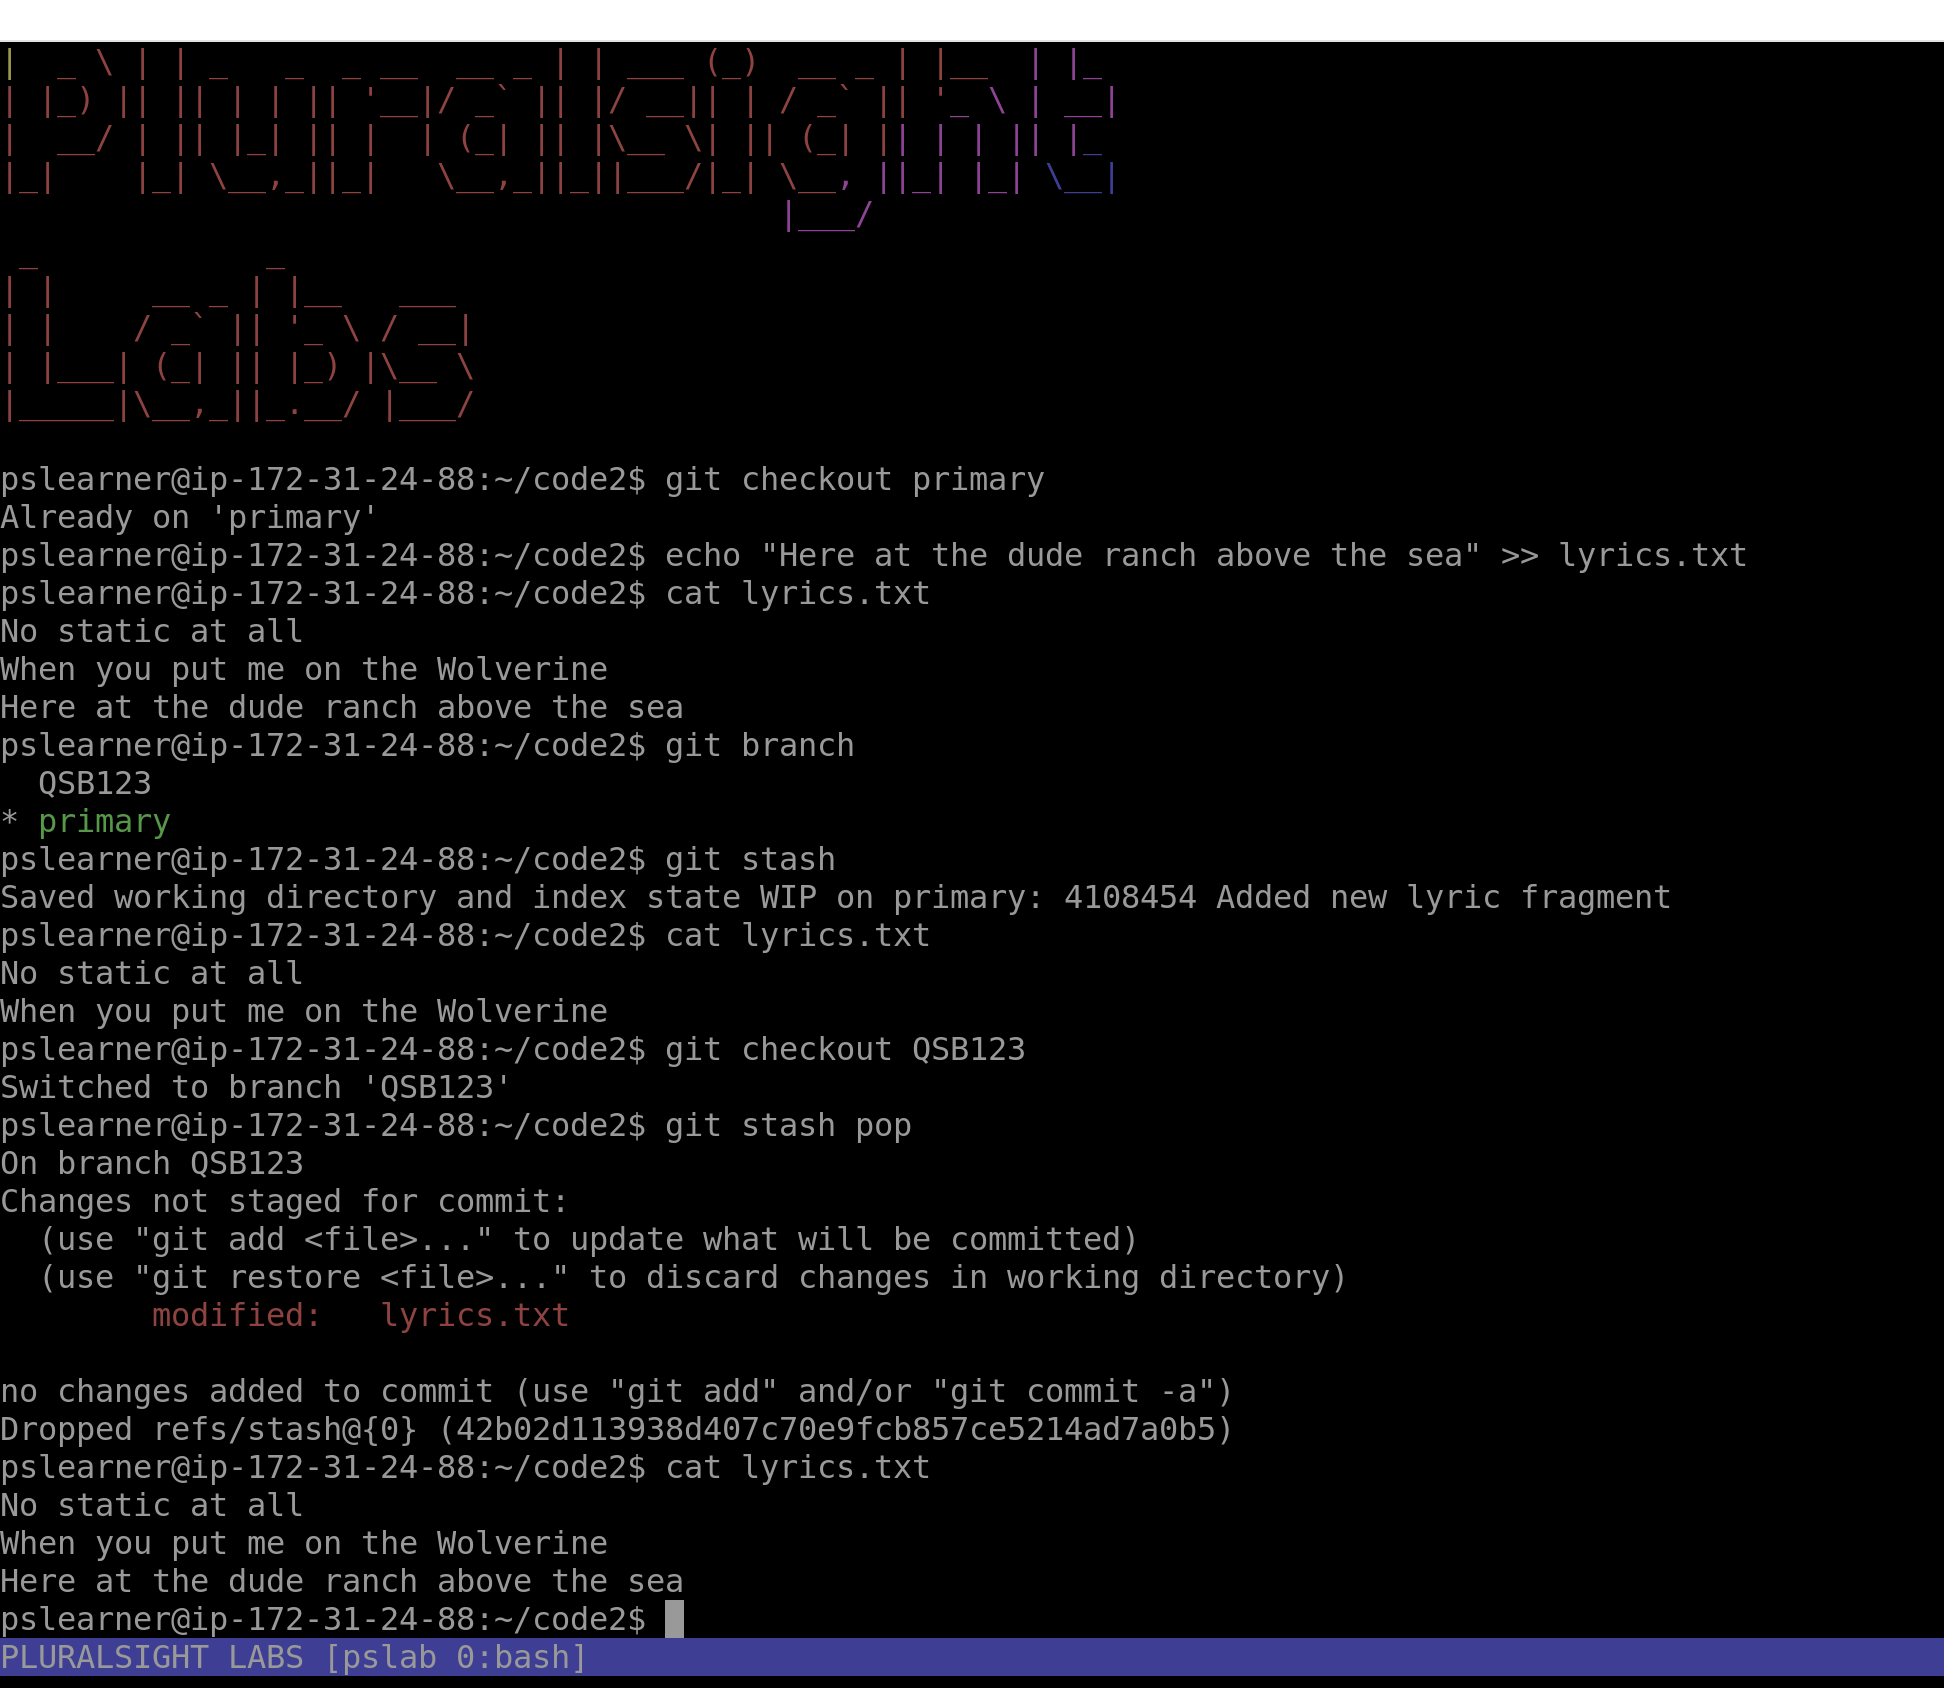 Pluralsight
Labs
pslearner@ip-172-31-24-88:~/code2$ git checkout primary
Already on 'primary'
pslearner@ip-172-31-24-88:~/code2$ echo "Here at the dude ranch above the sea" >> lyrics.txt
pslearner@ip-172-31-24-88:~/code2$ cat lyrics.txt
No static at all
When you put me on the Wolverine
Here at the dude ranch above the sea
pslearner@ip-172-31-24-88:~/code2$ git branch
  QSB123
* primary
pslearner@ip-172-31-24-88:~/code2$ git stash
Saved working directory and index state WIP on primary: 4108454 Added new lyric fragment
pslearner@ip-172-31-24-88:~/code2$ cat lyrics.txt
No static at all
When you put me on the Wolverine
pslearner@ip-172-31-24-88:~/code2$ git checkout QSB123
Switched to branch 'QSB123'
pslearner@ip-172-31-24-88:~/code2$ git stash pop
On branch QSB123
Changes not staged for commit:
  (use "git add <file>..." to update what will be committed)
  (use "git restore <file>..." to discard changes in working directory)
        modified:   lyrics.txt

no changes added to commit (use "git add" and/or "git commit -a")
Dropped refs/stash@{0} (42b02d113938d407c70e9fcb857ce5214ad7a0b5)
pslearner@ip-172-31-24-88:~/code2$ cat lyrics.txt
No static at all
When you put me on the Wolverine
Here at the dude ranch above the sea
pslearner@ip-172-31-24-88:~/code2$
PLURALSIGHT LABS [pslab 0:bash]